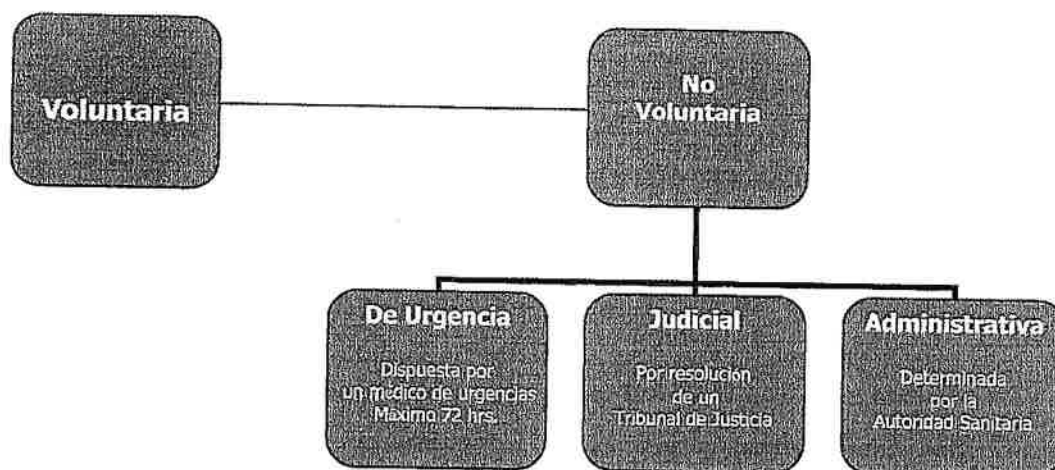 Voluntaria
No
Voluntaria
De Urgencia
Dispuesta por
un médico de urgencias
Máximo 72 hrs.
Judicial
Por resolución
de un
Tribunal de Justicia
Administrativa
Determinada
por la
Autoridad Sanitaria